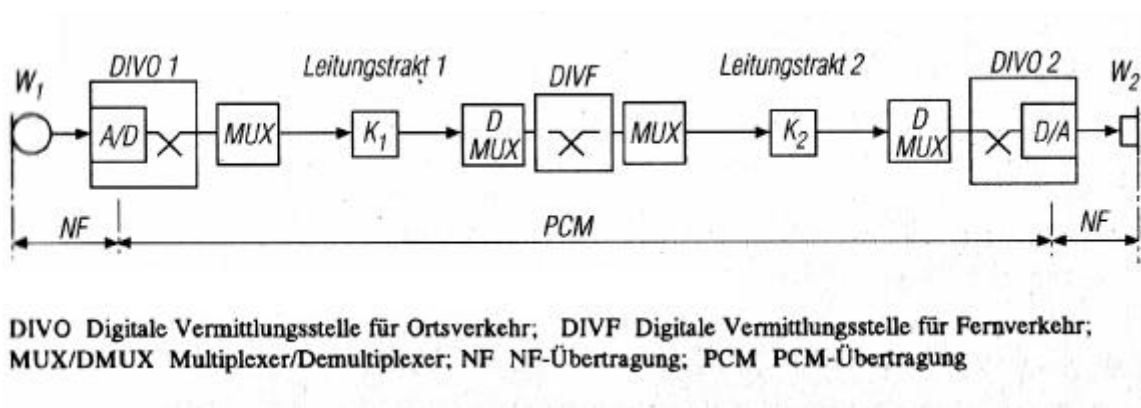 W₁
DIVO 1
Leitungstrakt 1
DIVF
Leitungstrakt 2
DIVO 2
W₂
A/D
MUX
K₁
D
MUX
MUX
K₂
D
MUX
D/A
NF
PCM
NF
DIVO Digitale Vermittlungsstelle für Ortsverkehr; DIVF Digitale Vermittlungsstelle für Fernverkehr;
MUX/DMUX Multiplexer/Demultiplexer; NF NF-Übertragung; PCM PCM-Übertragung